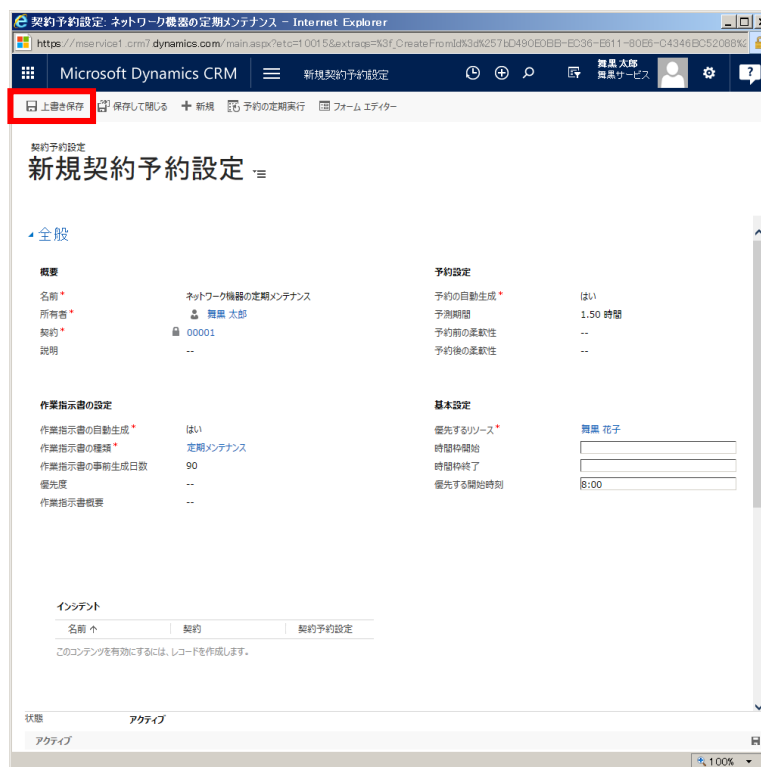 契約予約設定: ネットワーク機器の定期メンテナンス - Internet Explorer
https://mservice1.crm7.dynamics.com/main.aspx?etc=10015&extraqs=%3f_CreateFromId%3d%257bD490E0BB-EC36-E611-80E6-C4346BC52088%2
Microsoft Dynamics CRM 新規契約予約設定 舞黒 太郎
舞黒サービス
上書き保存 保存して閉じる 新規 予約の定期実行 フォーム エディター
契約予約設定
新規契約予約設定
全般
概要
名前* ネットワーク機器の定期メンテナンス
所有者* 舞黒 太郎
契約* 00001
説明 --
予約設定
予約の自動生成* はい
予測期間 1.50 時間
予約前の柔軟性 --
予約後の柔軟性 --
作業指示書の設定
作業指示書の自動生成* はい
作業指示書の種類* 定期メンテナンス
作業指示書の事前生成日数 90
優先度 --
作業指示書概要 --
基本設定
優先するリソース* 舞黒 花子
時間枠開始
時間枠終了
優先する開始時刻 8:00
インシデント
名前 ↑ 契約 契約予約設定
このコンテンツを有効にするには、レコードを作成します。
状態 アクティブ
アクティブ
100%